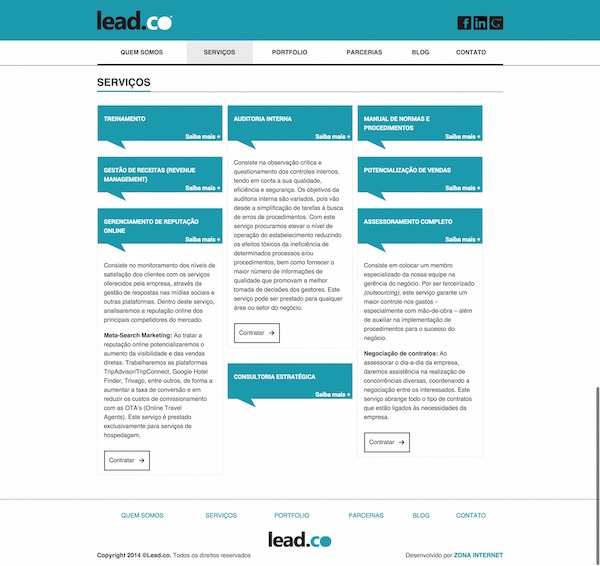 lead.co
QUEM SOMOS
SERVIÇOS
PORTFOLIO
PARCERIAS
BLOG
CONTATO
SERVIÇOS
TREINAMENTO
Saiba mais +
GESTÃO DE RECEITAS (REVENUE
MANAGEMENT)
Saiba mais +
GERENCIAMENTO DE REPUTAÇÃO
ONLINE
Saiba mais +
Consiste no monitoramento dos níveis de
satisfação dos clientes com os serviços
oferecidos pela empresa, através da
gestão de respostas nas mídias sociais e
outras plataformas. Dentro deste serviço,
analisaremos a reputação online dos
principais competidores do mercado.
Meta-Search Marketing: Ao tratar a
reputação online potencializaremos o
aumento da visibilidade e das vendas
diretas. Trabalharemos as plataformas
TripAdvisor/TripConnect, Google Hotel
Finder, Trivago, entre outros, de forma a
aumentar a taxa de conversão e em
reduzir os custos de comissionamento
com as OTA's (Online Travel
Agents). Este serviço é prestado
exclusivamente para serviços de
hospedagem.
Contratar →
AUDITORIA INTERNA
Saiba mais +
Consiste na observação crítica e
questionamento dos controles internos,
tendo em conta a sua qualidade,
eficiência e segurança. Os objetivos da
auditoria interna são variados, pois vão
desde a simplificação de tarefas à busca
de erros de procedimentos. Com este
serviço procuramos elevar o nível de
operação do estabelecimento reduzindo
os efeitos tóxicos da ineficiência de
determinados processos e/ou
procedimentos, bem como fornecer o
maior número de informações de
qualidade que promovam a melhor
tomada de decisões dos gestores. Este
serviço pode ser prestado para qualquer
área ou setor do negócio.
Contratar →
CONSULTORIA ESTRATÉGICA
Saiba mais +
MANUAL DE NORMAS E
PROCEDIMENTOS
Saiba mais +
POTENCIALIZAÇÃO DE VENDAS
Saiba mais +
ASSESSORAMENTO COMPLETO
Saiba mais +
Consiste em colocar um membro
especializado da nossa equipe na
gerência do negócio. Por ser terceirizado
(outsourcing), este serviço garante um
maior controle nos gastos –
especialmente com mão-de-obra – além
de auxiliar na implementação de
procedimentos para o sucesso do
negócio.
Negociação de contratos: Ao
assessorar o dia-a-dia da empresa,
daremos assistência na realização de
concorrências diversas, coordenando a
negociação entre os interessados. Este
serviço abrange todo o tipo de contratos
que estão ligados às necessidades da
empresa.
Contratar →
QUEM SOMOS
SERVIÇOS
PORTFOLIO
PARCERIAS
BLOG
CONTATO
lead.co
Copyright 2014 ©Lead.co. Todos os direitos reservados
Desenvolvido por ZONA INTERNET